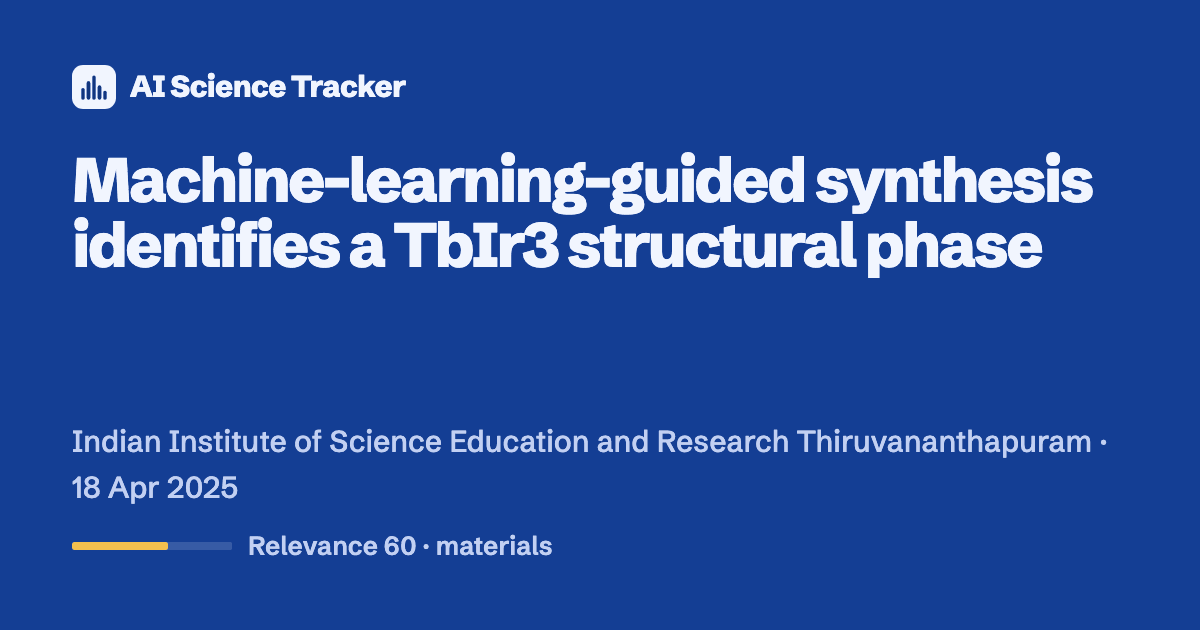 AI Science Tracker
Machine-learning-guided synthesis
identifies a TbIr3 structural phase
Indian Institute of Science Education and Research Thiruvananthapuram ·
18 Apr 2025
Relevance 60 · materials